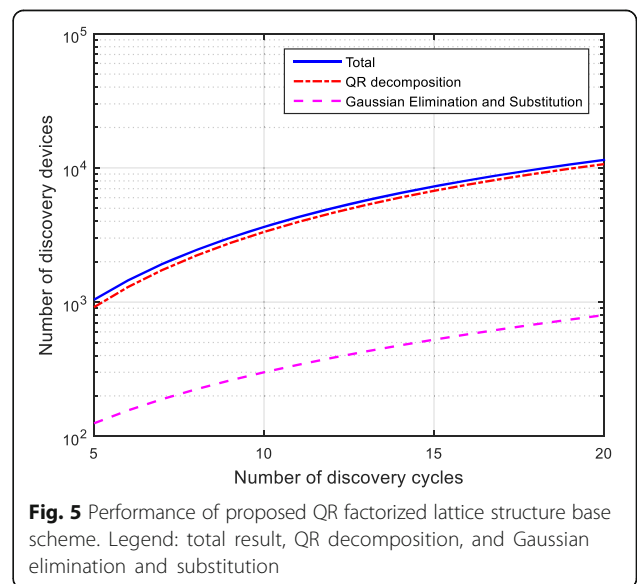 10^5
Total
QR decomposition
Gaussian Elimination and Substitution
10^4
10^3
10^2
Number of discovery devices
5
10
15
20
Number of discovery cycles
Fig. 5 Performance of proposed QR factorized lattice structure base
scheme. Legend: total result, QR decomposition, and Gaussian
elimination and substitution